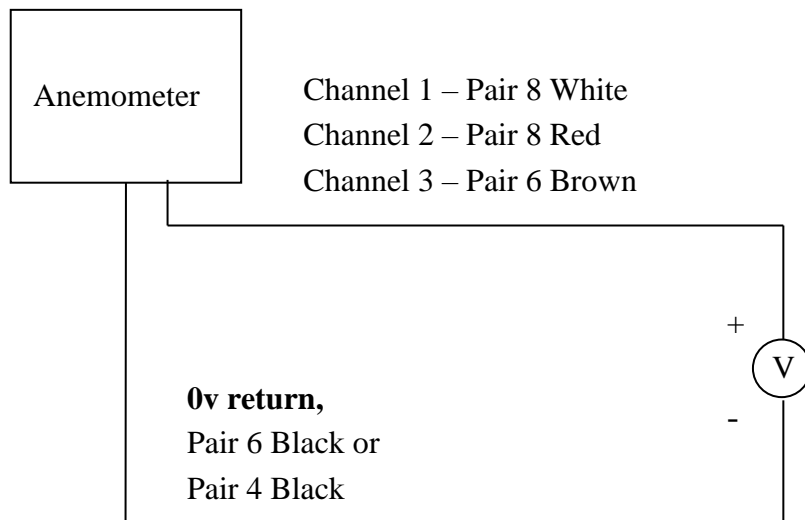 Anemometer
Channel 1 – Pair 8 White
Channel 2 – Pair 8 Red
Channel 3 – Pair 6 Brown
+
V
-
0v return,
Pair 6 Black or
Pair 4 Black